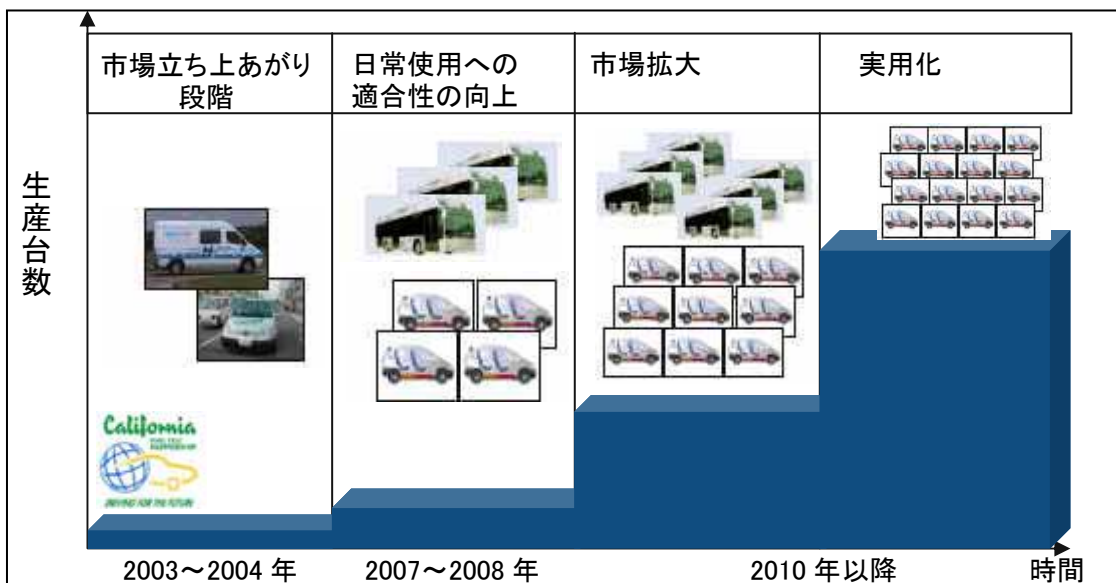 市場立ち上あがり
段階
日常使用への
適合性の向上
市場拡大
実用化
生産台数
California
DRIVING FOR THE FUTURE
2003～2004 年
2007～2008 年
2010 年以降
時間